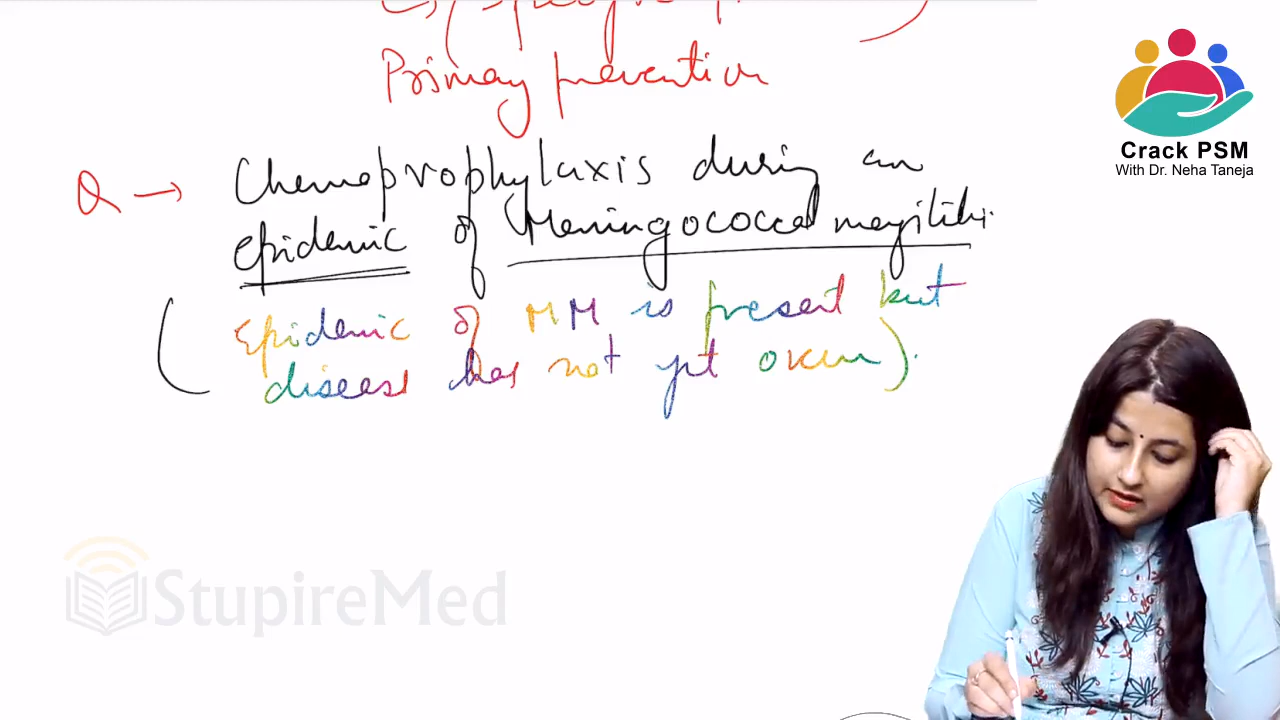 Primary prevention
Q → Chemoprophylaxis during an
epidemic of Meningococcal
(Epidemic of MM is present but
disease has not yet occur).
Crack PSM
With Dr. Neha Taneja
StupireMed